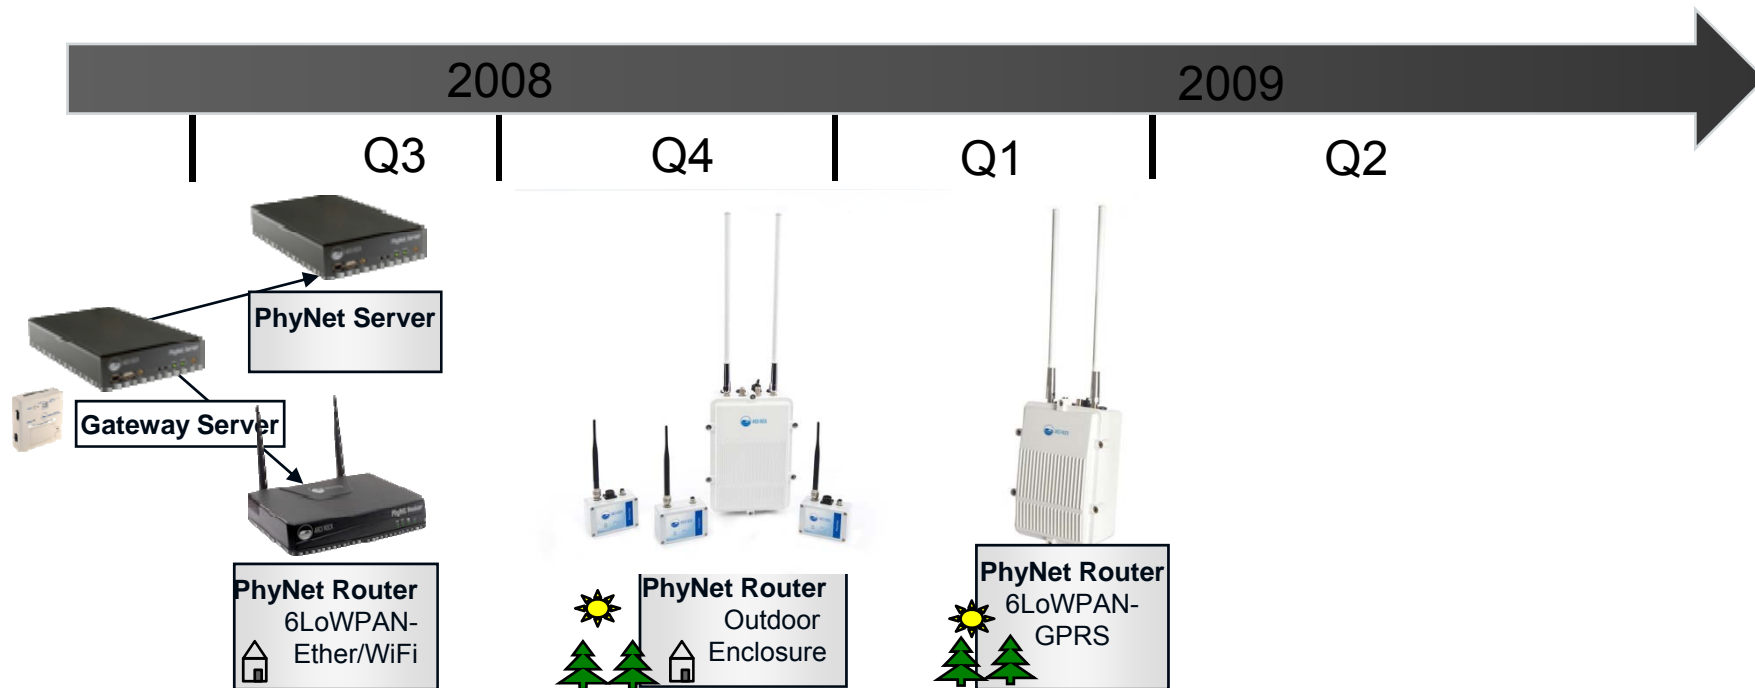 2008
2009
Q3
Q4
Q1
Q2
PhyNet Server
Gateway Server
PhyNet Router
6LoWPAN-
Ether/WiFi
PhyNet Router
Outdoor
Enclosure
PhyNet Router
6LoWPAN-
GPRS